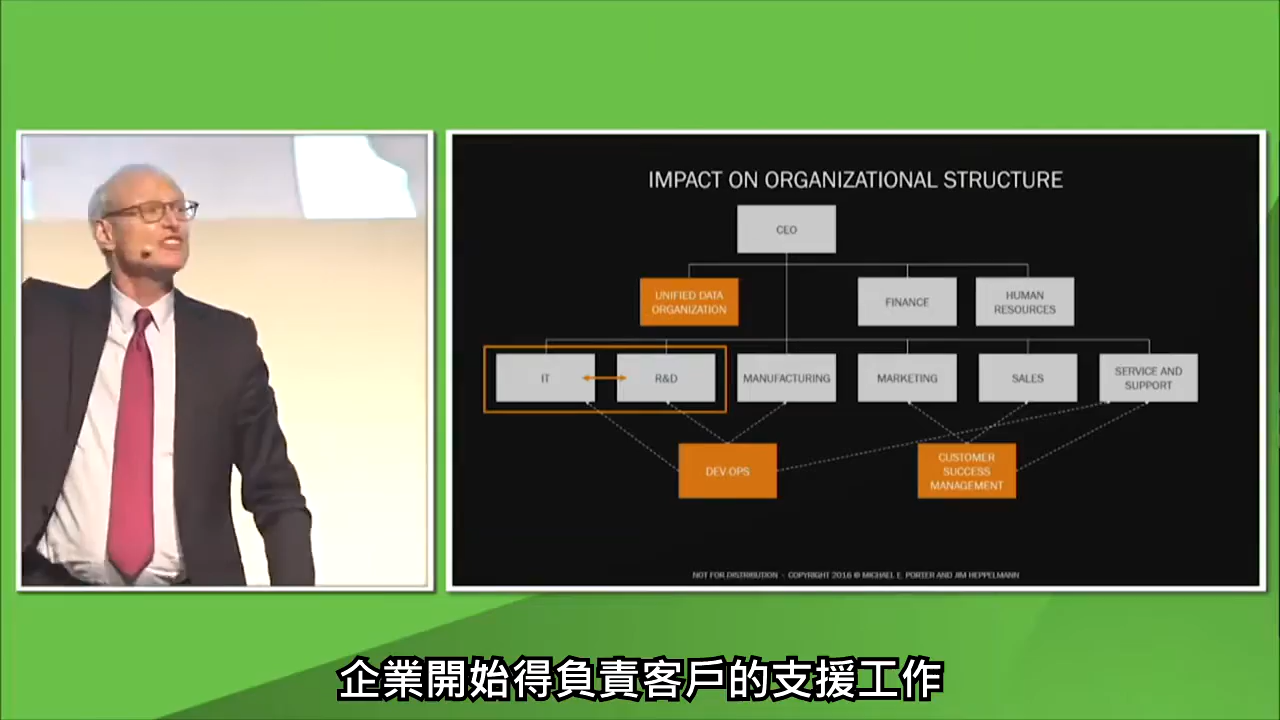 IMPACT ON ORGANIZATIONAL STRUCTURE
CEO
UNIFIED DATA
ORGANIZATION
FINANCE
HUMAN
RESOURCES
IT
R&D
MANUFACTURING
MARKETING
SALES
SERVICE AND
SUPPORT
DEV OPS
CUSTOMER
SUCCESS
MANAGEMENT
NOT FOR DISTRIBUTION - COPYRIGHT 2016 © MICHAEL E. PORTER AND JIM HEPPELMANN
企業開始得負責客戶的支援工作